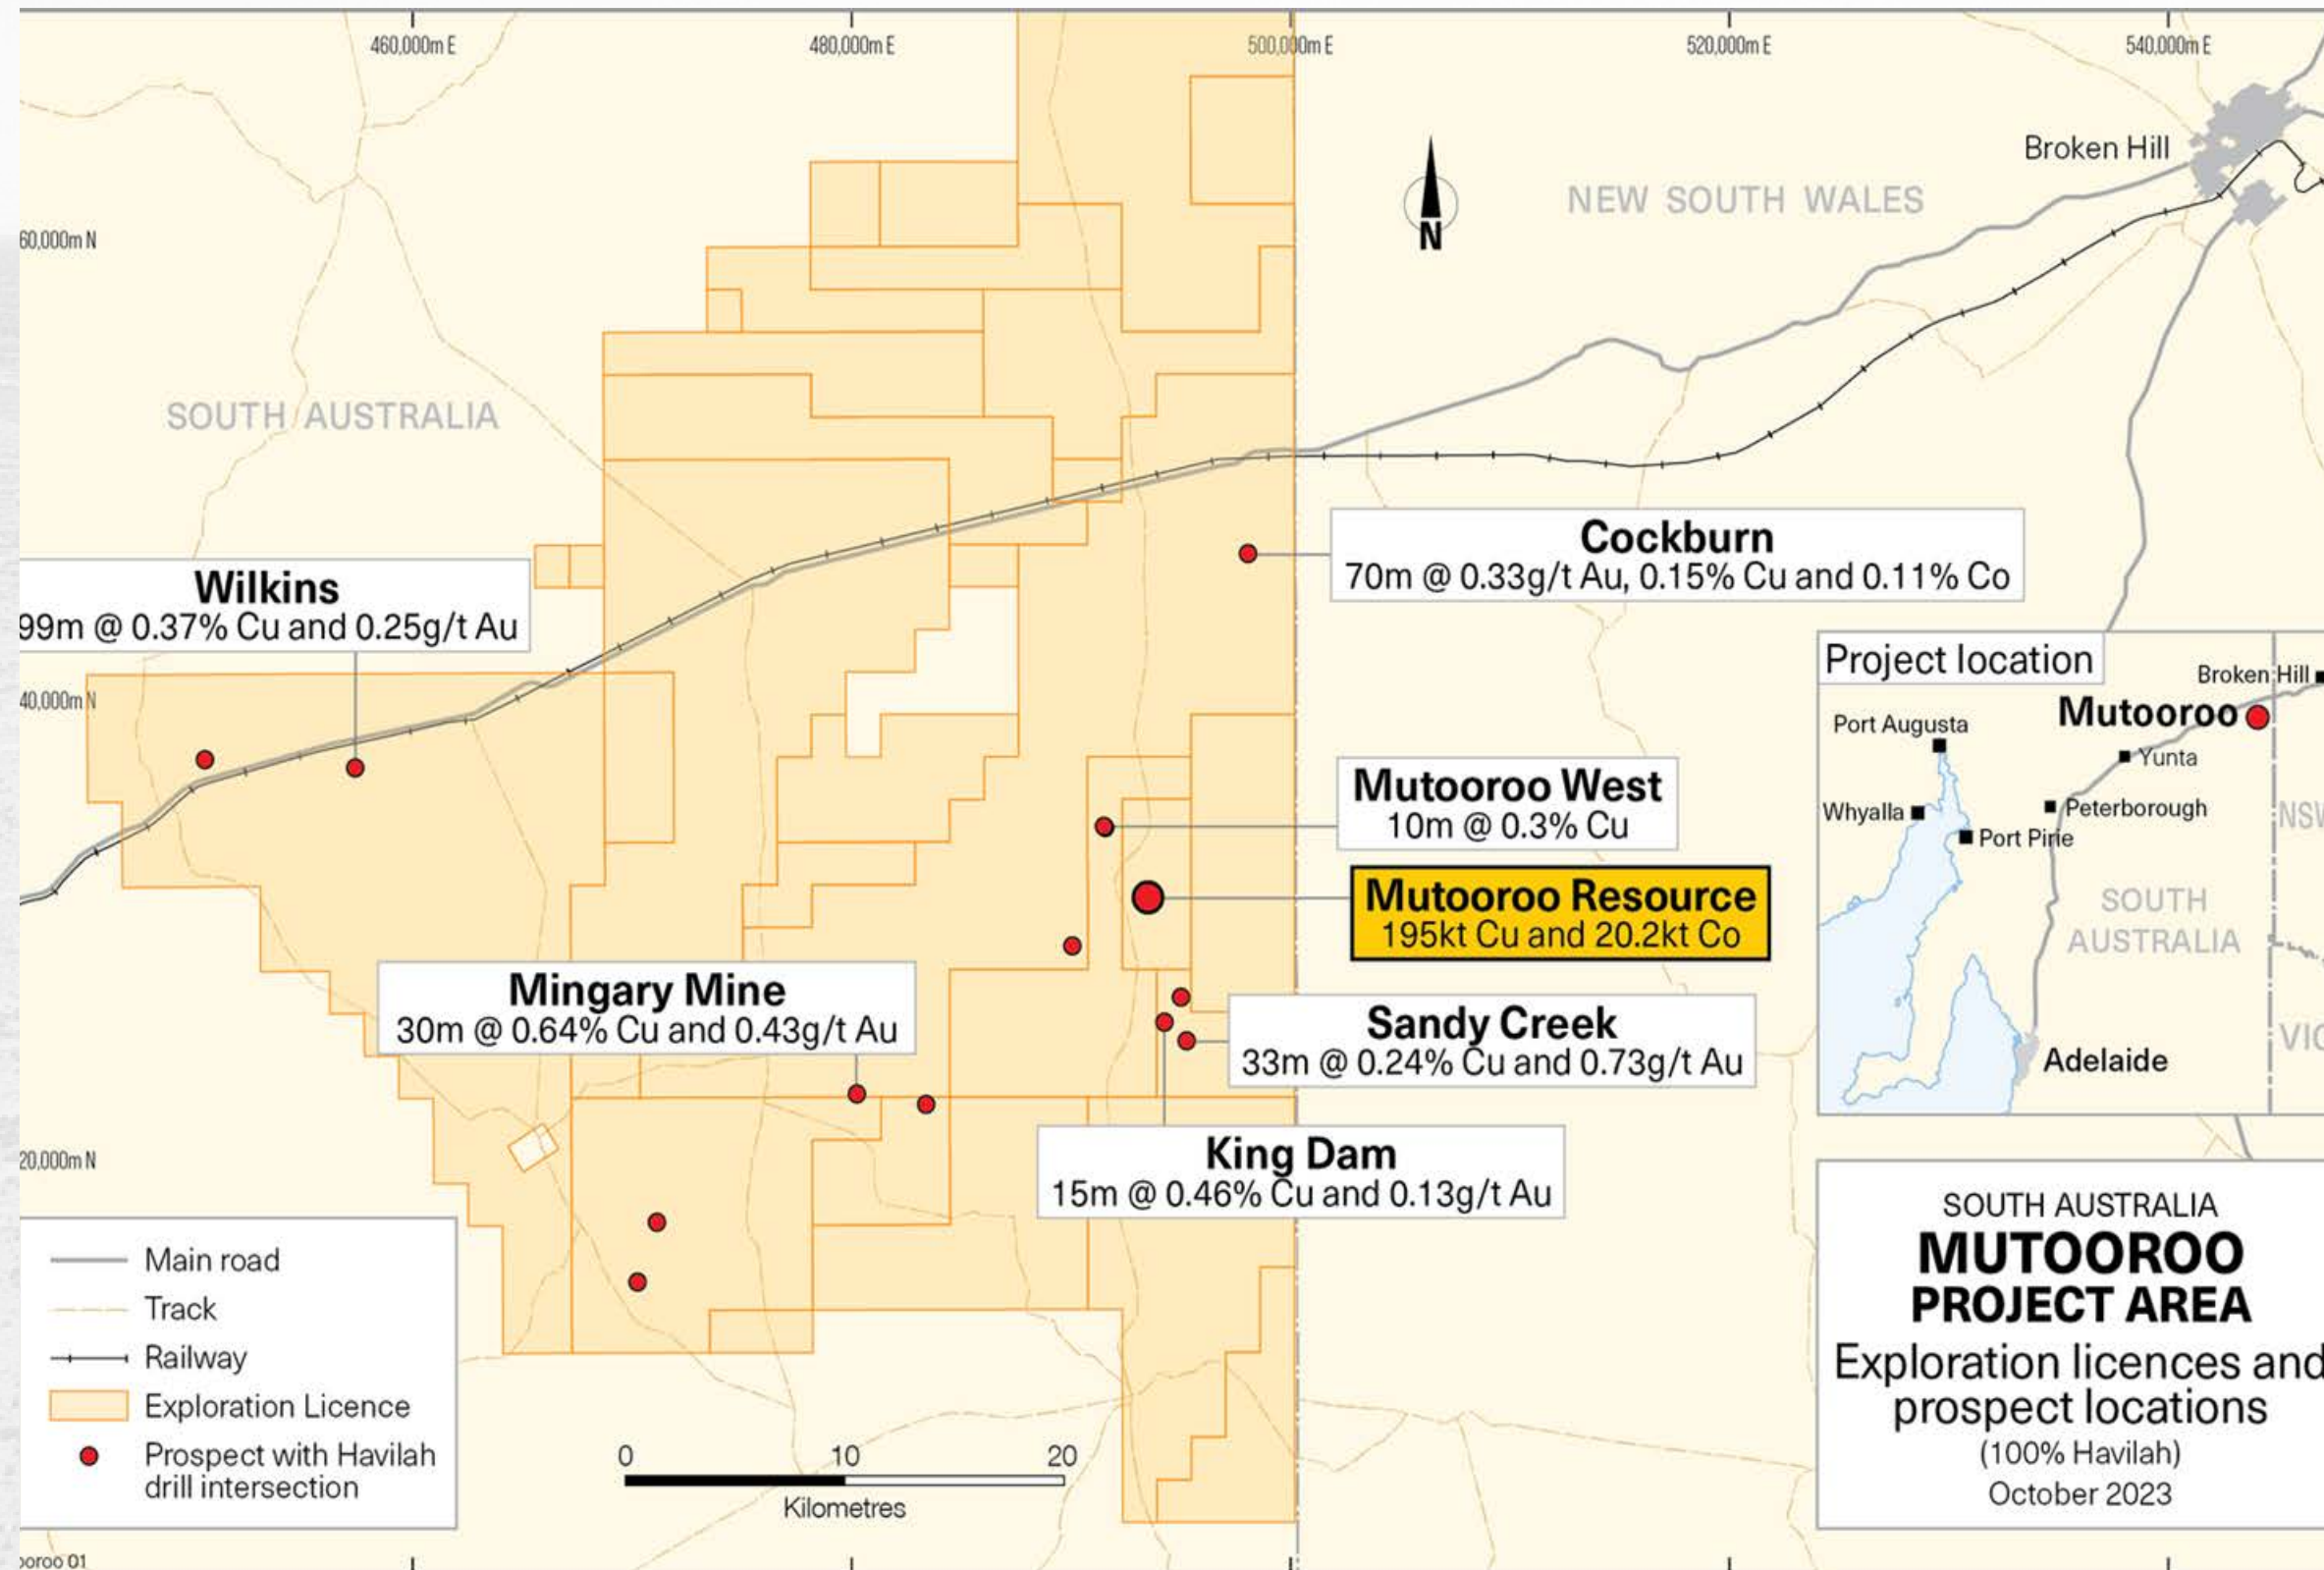 460,000m E
480,000m E
500,000m E
520,000m E
540,000m E
Broken Hill
NEW SOUTH WALES
N
60,000m N
SOUTH AUSTRALIA
Cockburn
70m @ 0.33g/t Au, 0.15% Cu and 0.11% Co
Wilkins
99m @ 0.37% Cu and 0.25g/t Au
40,000m N
Project location
Broken Hill
Mutooroo
Port Augusta
Yunta
Whyalla
Peterborough
Port Pirie
NSW
SOUTH
AUSTRALIA
VIC
Adelaide
Mutooroo West
10m @ 0.3% Cu
Mutooroo Resource
195kt Cu and 20.2kt Co
Mingary Mine
30m @ 0.64% Cu and 0.43g/t Au
Sandy Creek
33m @ 0.24% Cu and 0.73g/t Au
King Dam
15m @ 0.46% Cu and 0.13g/t Au
20,000m N
Main road
Track
Railway
Exploration Licence
Prospect with Havilah
drill intersection
0 10 20
Kilometres
SOUTH AUSTRALIA
MUTOOROO
PROJECT AREA
Exploration licences and
prospect locations
(100% Havilah)
October 2023
ooroo 01